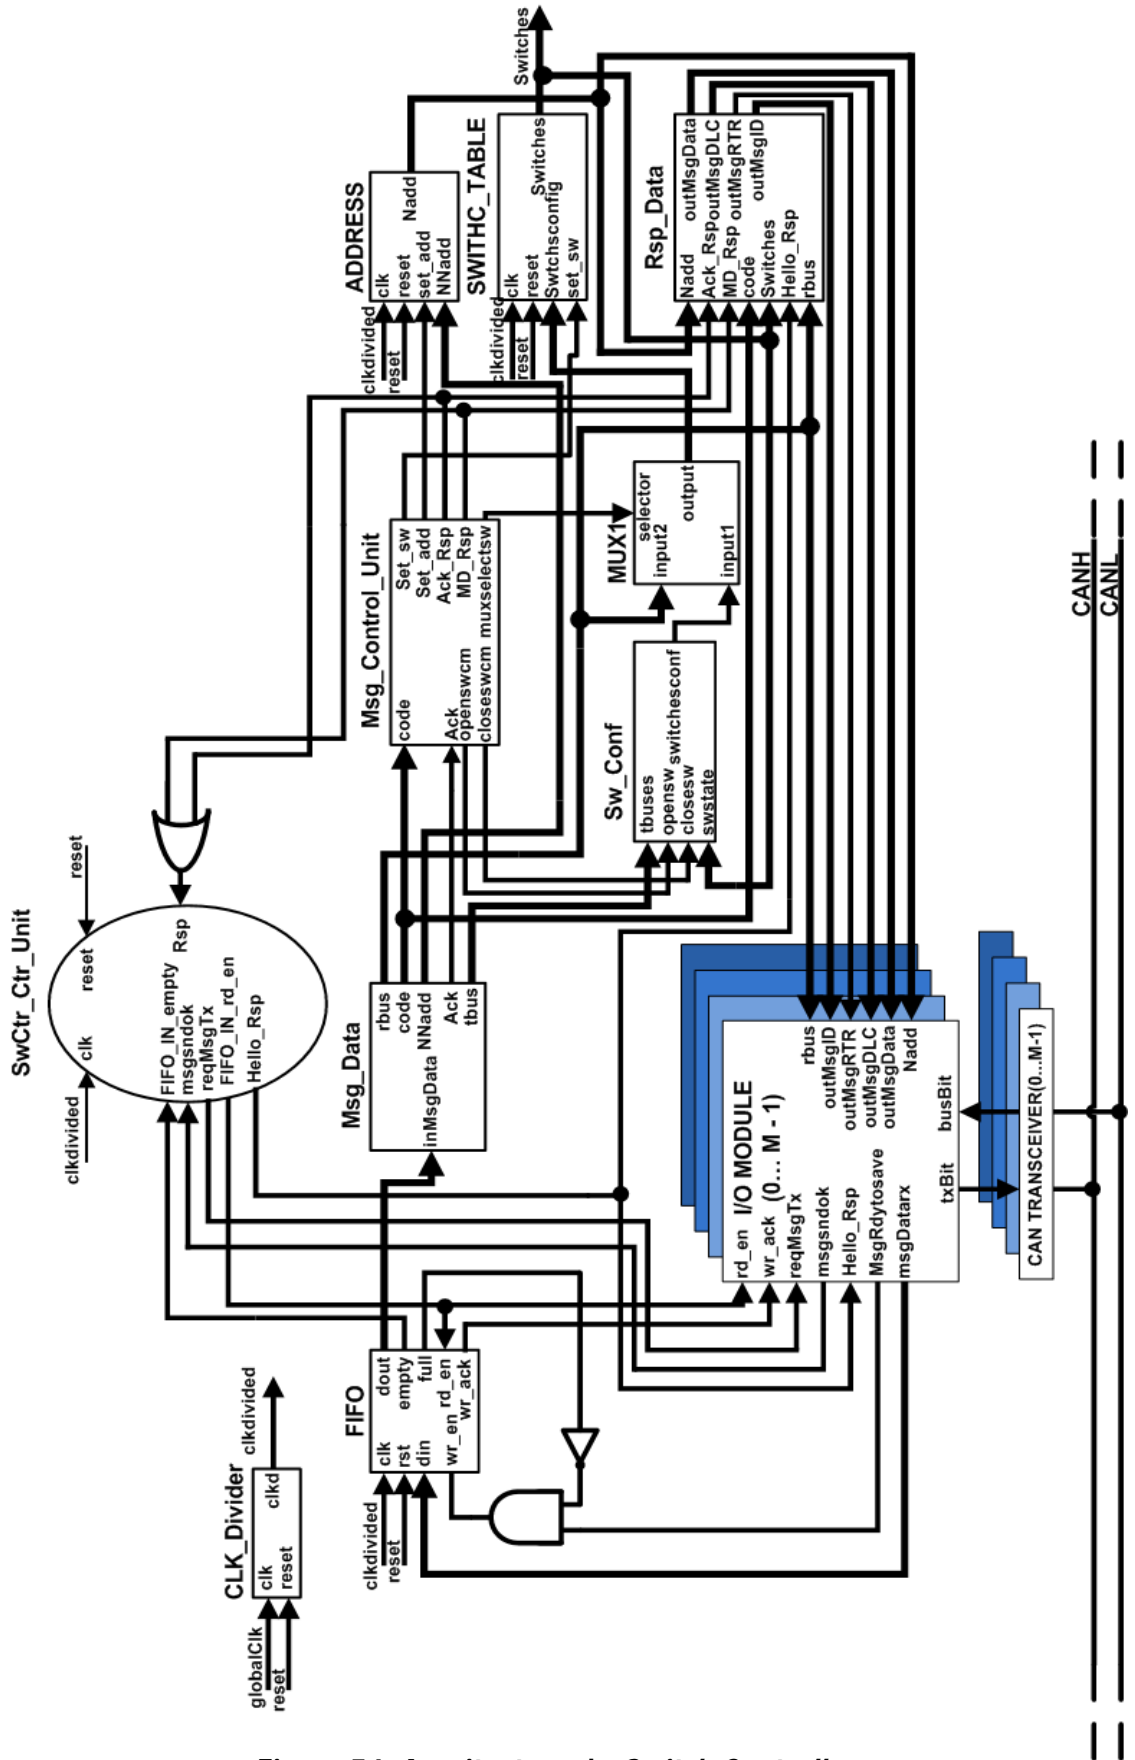 SwCtr_Ctr_Unit
clkdivided
clk
reset
reset
FIFO_IN_empty
msgsndok
reqMsgTx
FIFO_IN_rd_en
Hello_Rsp
Rsp
CLK_Divider
globalClk
reset
clk
reset
clkd
clkdivided
FIFO
clkdivided
reset
clk
rst
din
wr_en
dout
empty
full
rd_en
wr_ack
Msg_Data
inMsgData
rbus
code
NNadd
Ack
tbus
Msg_Control_Unit
code
Ack
openswcm
closeswcm
Set_sw
Set_add
Ack_Rsp
MD_Rsp
muxselectsw
ADDRESS
clkdivided
reset
clk
reset
set_add
NNadd
Nadd
SWITHC_TABLE
clkdivided
reset
clk
reset
Swtchsconfig
set_sw
Switches
Switches
Sw_Conf
tbuses
opensw
closesw
swstate
switchesconf
MUX1
selector
input2
input1
output
Rsp_Data
Nadd
Ack_Rsp
MD_Rsp
code
Switches
Hello_Rsp
rbus
outMsgData
outMsgDLC
outMsgRTR
outMsgID
I/O MODULE
(0... M - 1)
rd_en
wr_ack
reqMsgTx
msgsndok
Hello_Rsp
MsgRdytosave
msgDatarx
rbus
outMsgID
outMsgRTR
outMsgDLC
outMsgData
Nadd
txBit
busBit
CAN TRANSCEIVER(0...M-1)
CANH
CANL